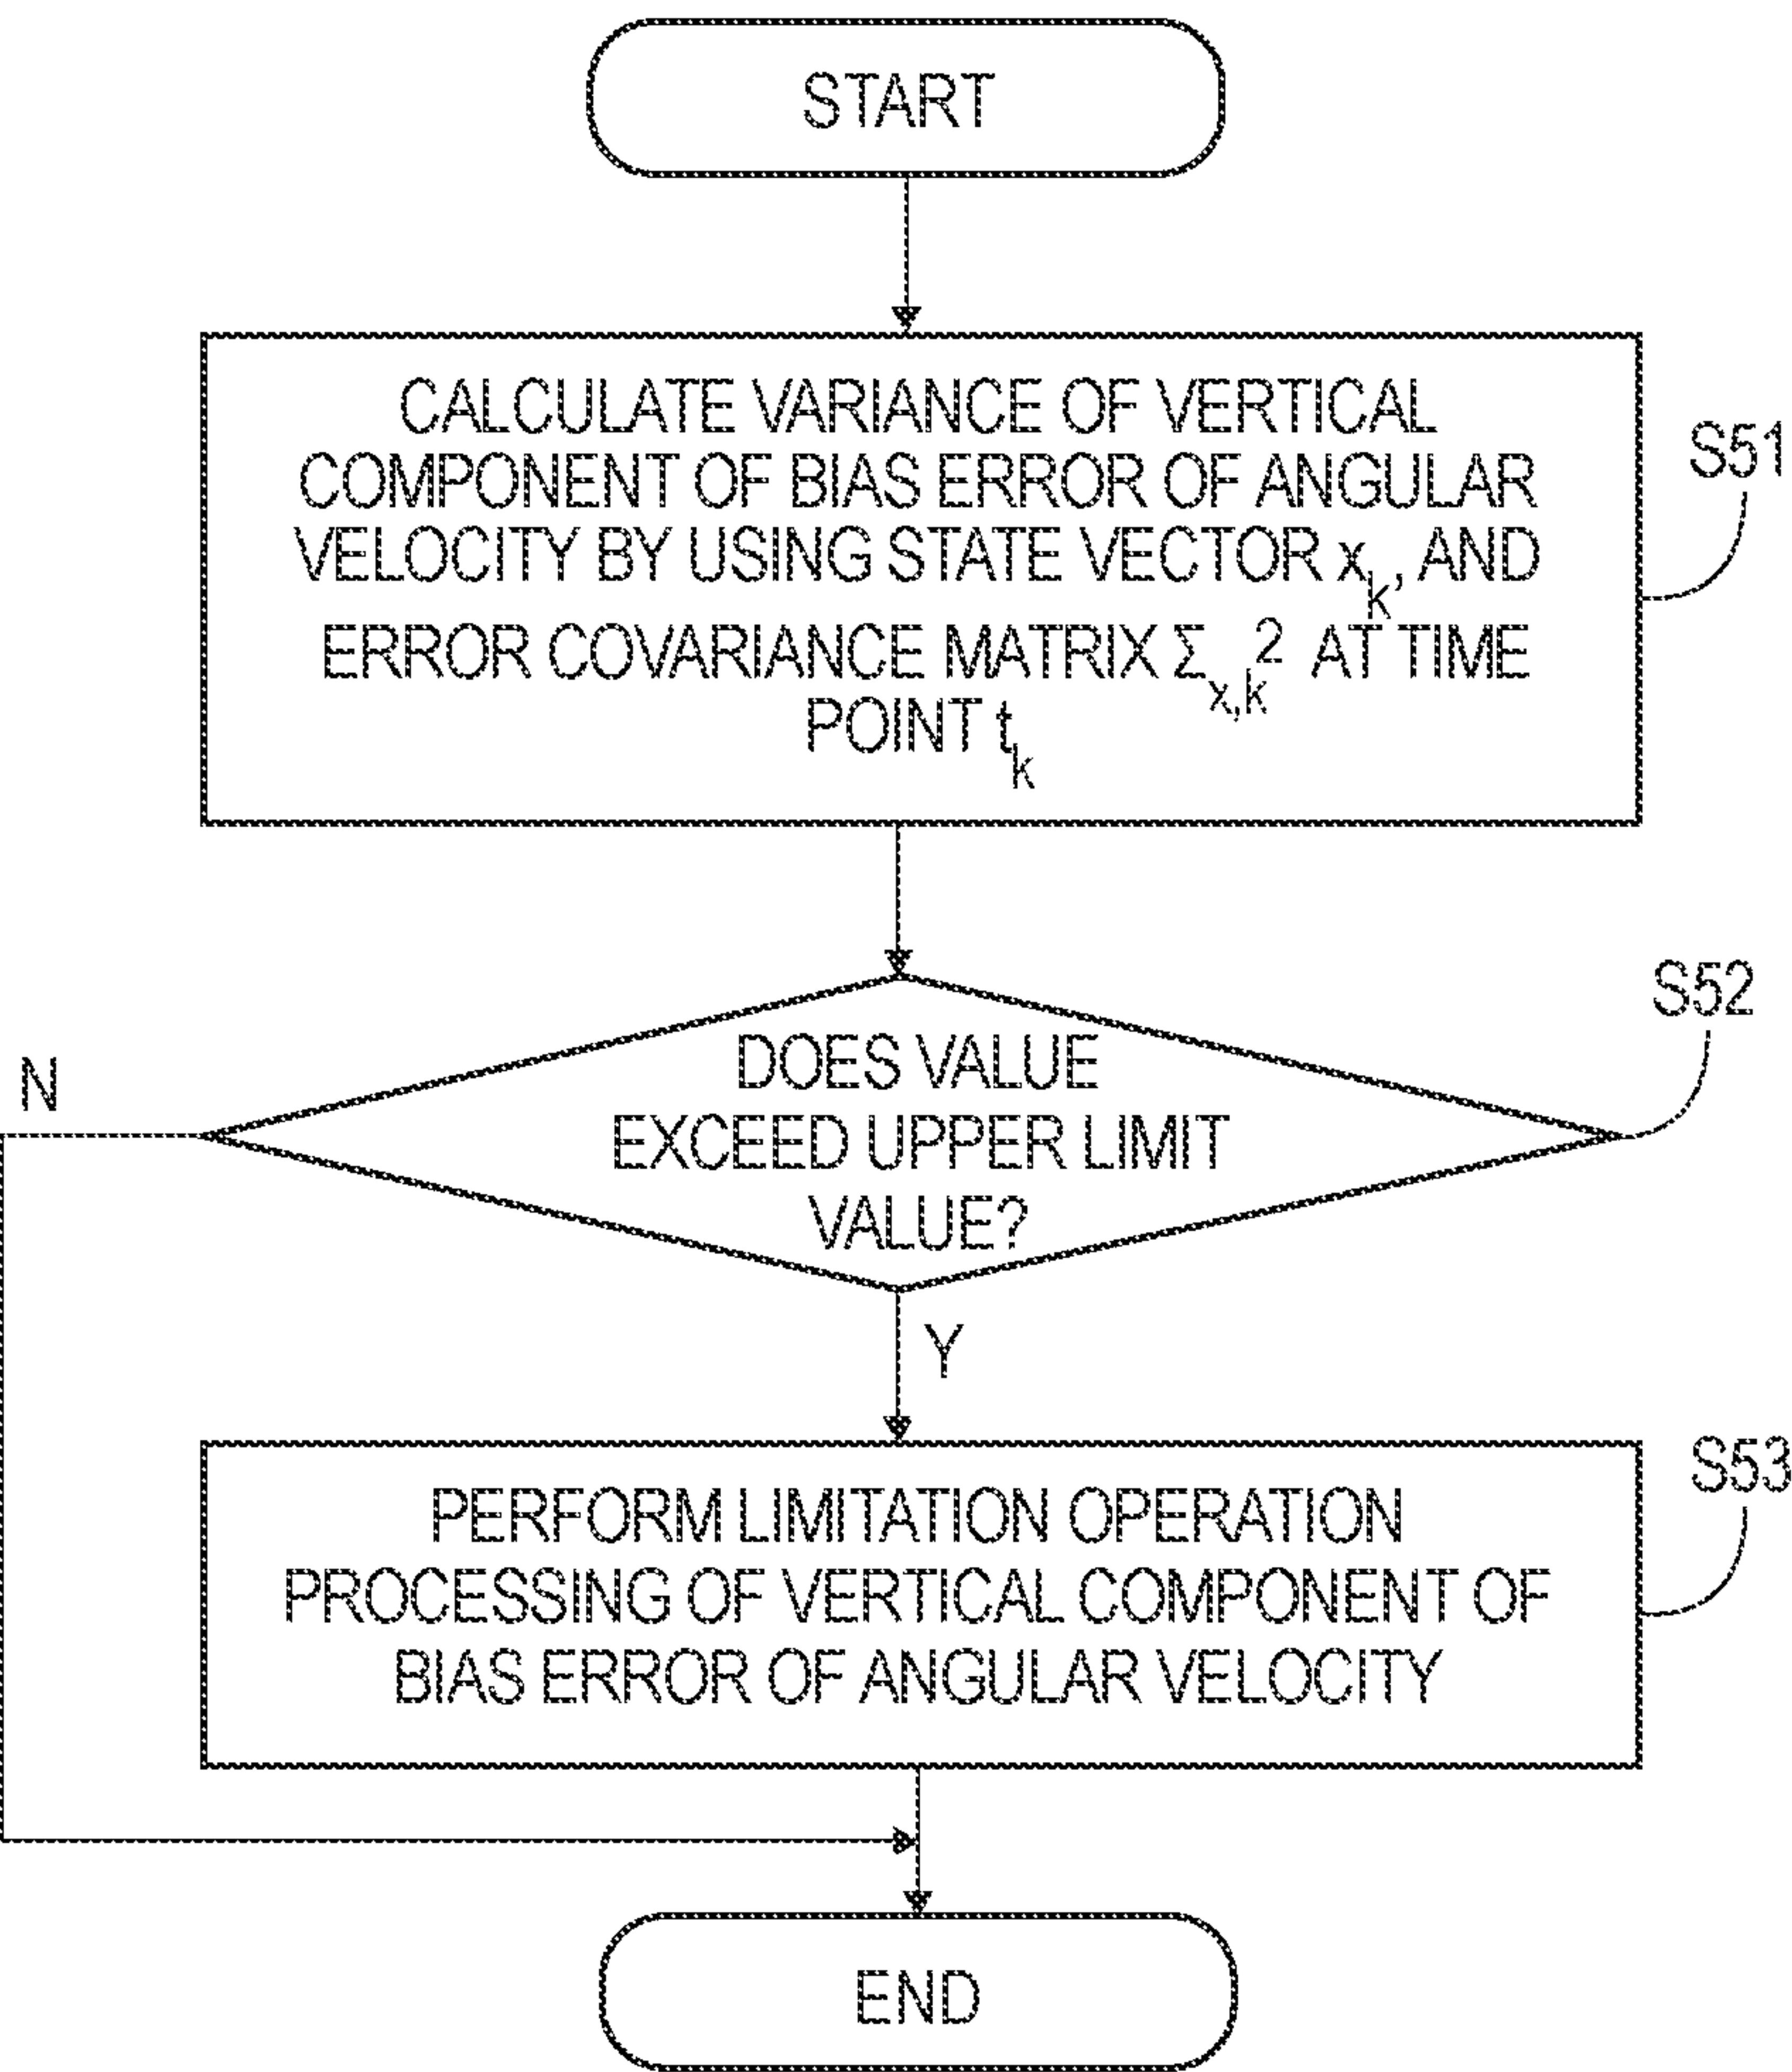 START
CALCULATE VARIANCE OF VERTICAL
COMPONENT OF BIAS ERROR OF ANGULAR
VELOCITY BY USING STATE VECTOR xₖ, AND
ERROR COVARIANCE MATRIX Σₓ,ₖ² AT TIME
POINT tₖ
S51
DOES VALUE
EXCEED UPPER LIMIT
VALUE?
S52
N
Y
PERFORM LIMITATION OPERATION
PROCESSING OF VERTICAL COMPONENT OF
BIAS ERROR OF ANGULAR VELOCITY
S53
END